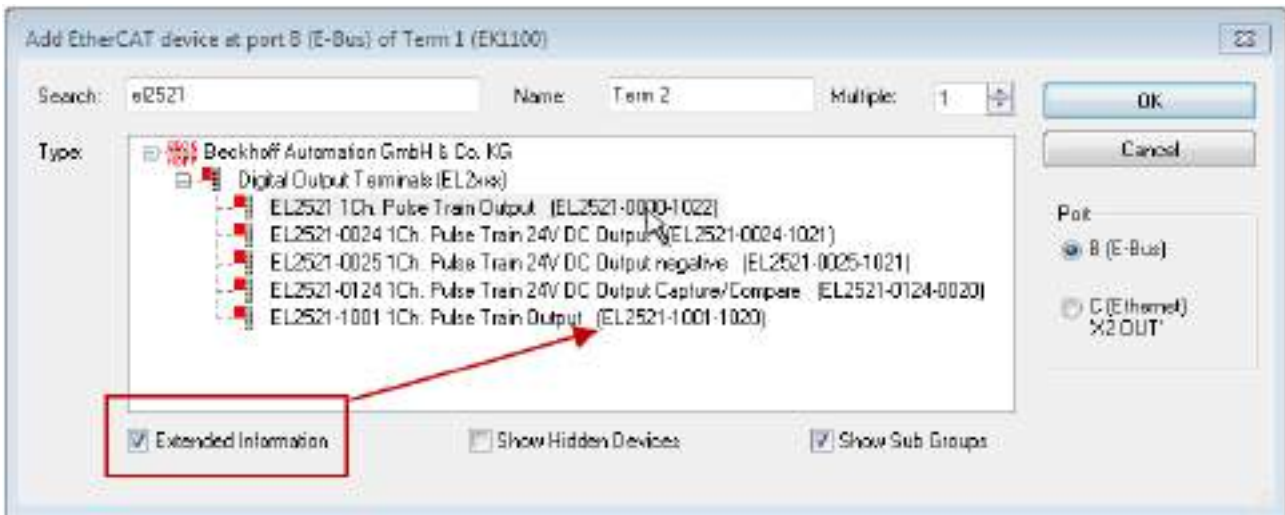 Add EtherCAT device at port B (E-Bus) of Term 1 (EK1100)
Search: el2521 Name: Term 2 Multiple: 1 OK
Type: Beckhoff Automation GmbH & Co. KG Cancel
Digital Output Terminals (EL2xxx)
EL2521 1Ch. Pulse Train Output (EL2521-0000-1022)
EL2521-0024 1Ch. Pulse Train 24V DC Output (EL2521-0024-1021)
EL2521-0025 1Ch. Pulse Train 24V DC Output negative (EL2521-0025-1021)
EL2521-0124 1Ch. Pulse Train 24V DC Output Capture/Compare (EL2521-0124-0020)
EL2521-1001 1Ch. Pulse Train Output (EL2521-1001-1020)
Port
B (E-Bus)
C (Ethernet)
'X2 OUT'
Extended Information Show Hidden Devices Show Sub Groups